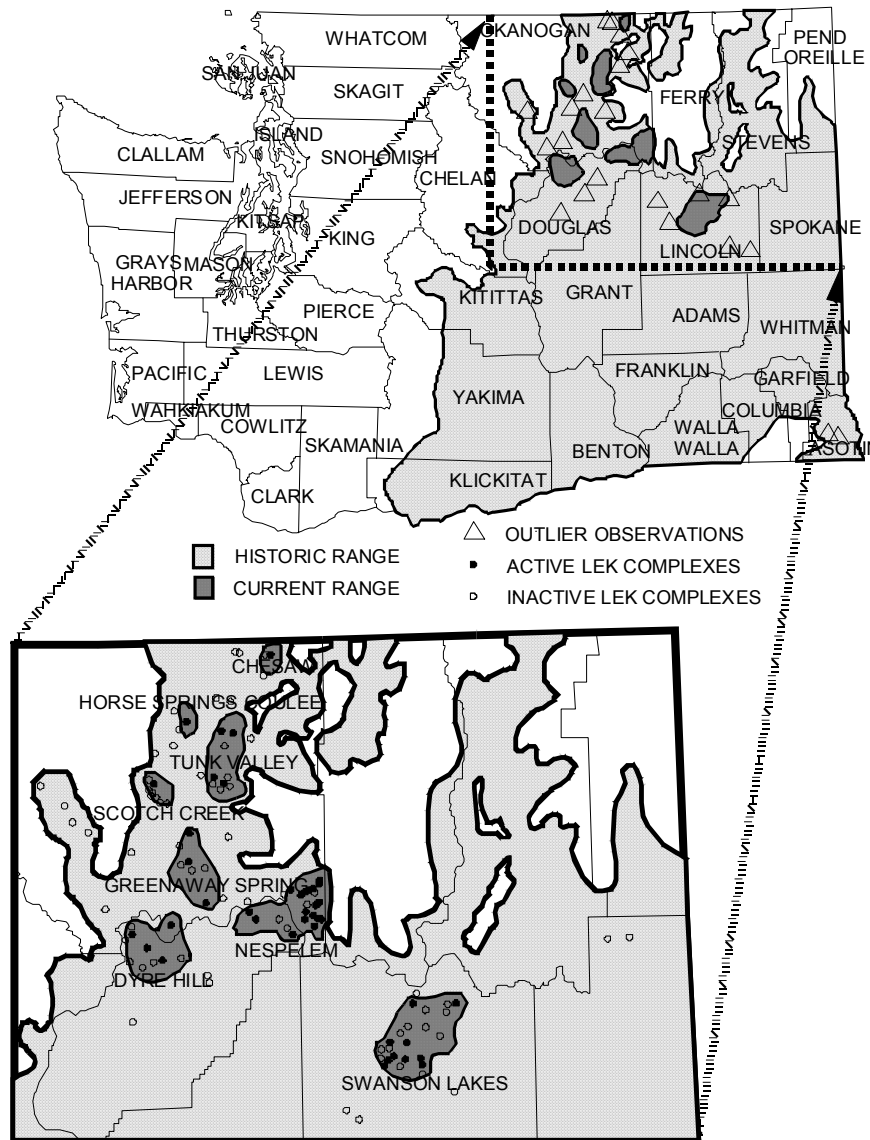 WHATCOM
OKANOGAN
PEND
OREILLE
SAN JUAN
SKAGIT
FERRY
ISLAND
STEVENS
CLALLAM
SNOHOMISH
CHELAN
JEFFERSON
KITSAP
KING
DOUGLAS
SPOKANE
LINCOLN
GRAYS
HARBOR
MASON
KITITTAS
GRANT
PIERCE
ADAMS
WHITMAN
THURSTON
PACIFIC
LEWIS
FRANKLIN
GARFIELD
YAKIMA
COLUMBIA
WAHKIAKUM
COWLITZ
WALLA
WALLA
SKAMANIA
BENTON
ASOTIN
KLICKITAT
CLARK
HISTORIC RANGE
CURRENT RANGE
OUTLIER OBSERVATIONS
ACTIVE LEK COMPLEXES
INACTIVE LEK COMPLEXES
CHESAW
HORSE SPRINGS COULEE
TUNK VALLEY
SCOTCH CREEK
GREENAWAY SPRING
NESPELEM
DYRE HILL
SWANSON LAKES